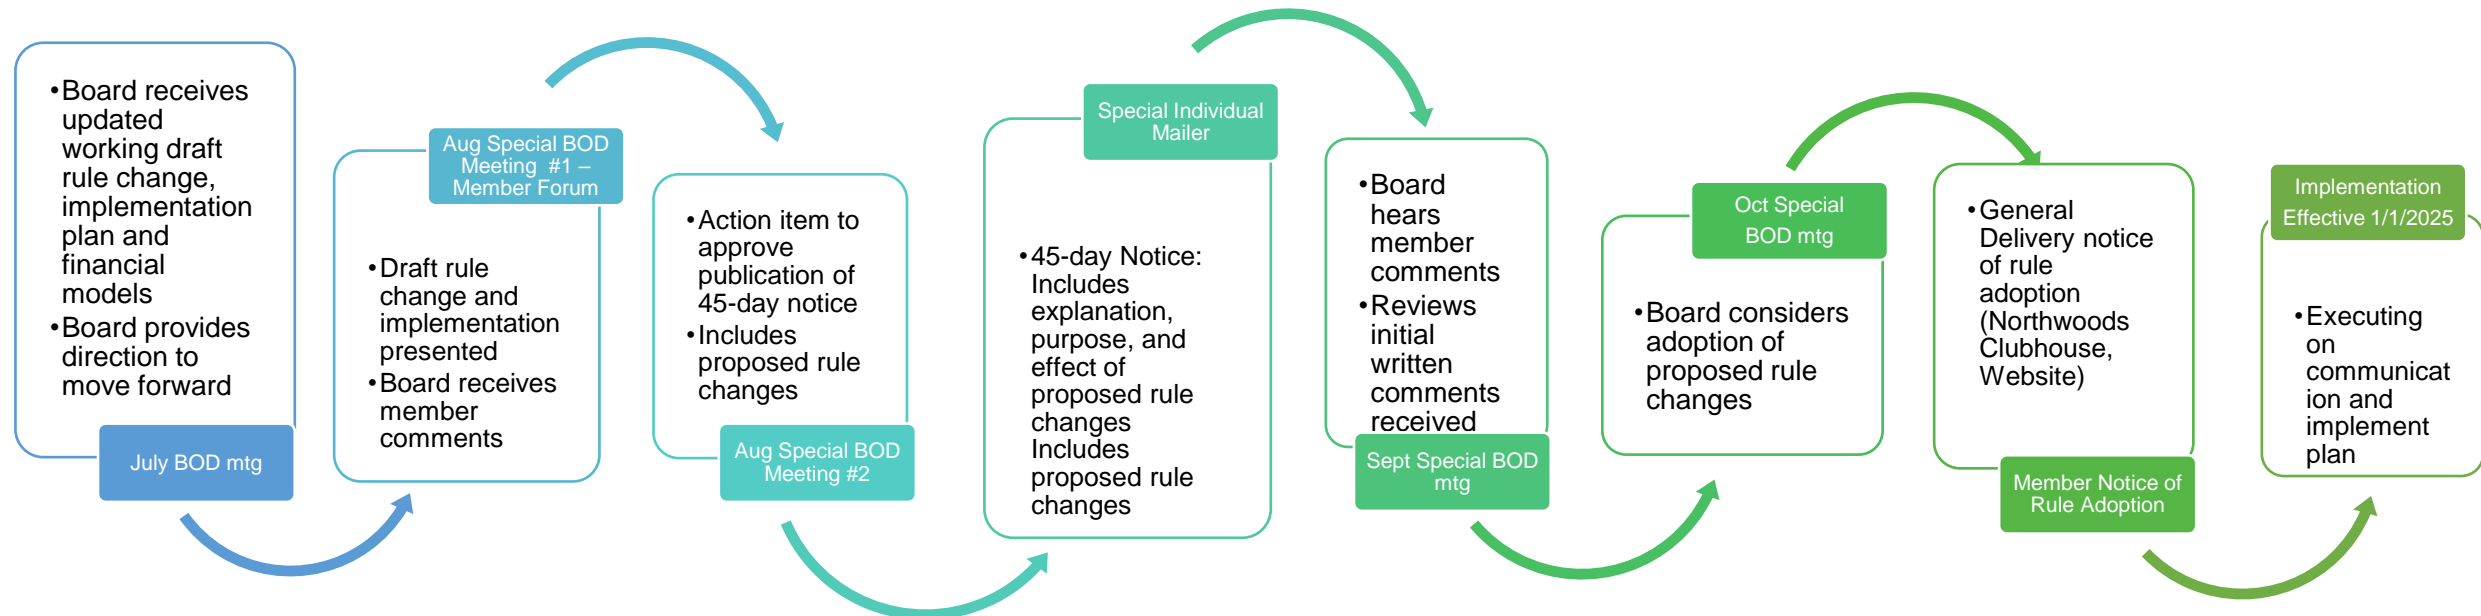 •Board receives
updated
working draft
rule change,
implementation
plan and
financial
models
•Board provides
direction to
move forward
July BOD mtg
Aug Special BOD
Meeting #1 –
Member Forum
•Draft rule
change and
implementation
presented
•Board receives
member
comments
•Action item to
approve
publication of
45-day notice
•Includes
proposed rule
changes
Aug Special BOD
Meeting #2
Special Individual
Mailer
•45-day Notice:
Includes
explanation,
purpose, and
effect of
proposed rule
changes
Includes
proposed rule
changes
•Board
hears
member
comments
•Reviews
initial
written
comments
received
Sept Special BOD
mtg
Oct Special
BOD mtg
•Board considers
adoption of
proposed rule
changes
•General
Delivery notice
of rule
adoption
(Northwoods
Clubhouse,
Website)
Member Notice of
Rule Adoption
Implementation
Effective 1/1/2025
•Executing
on
communicat
ion and
implement
plan